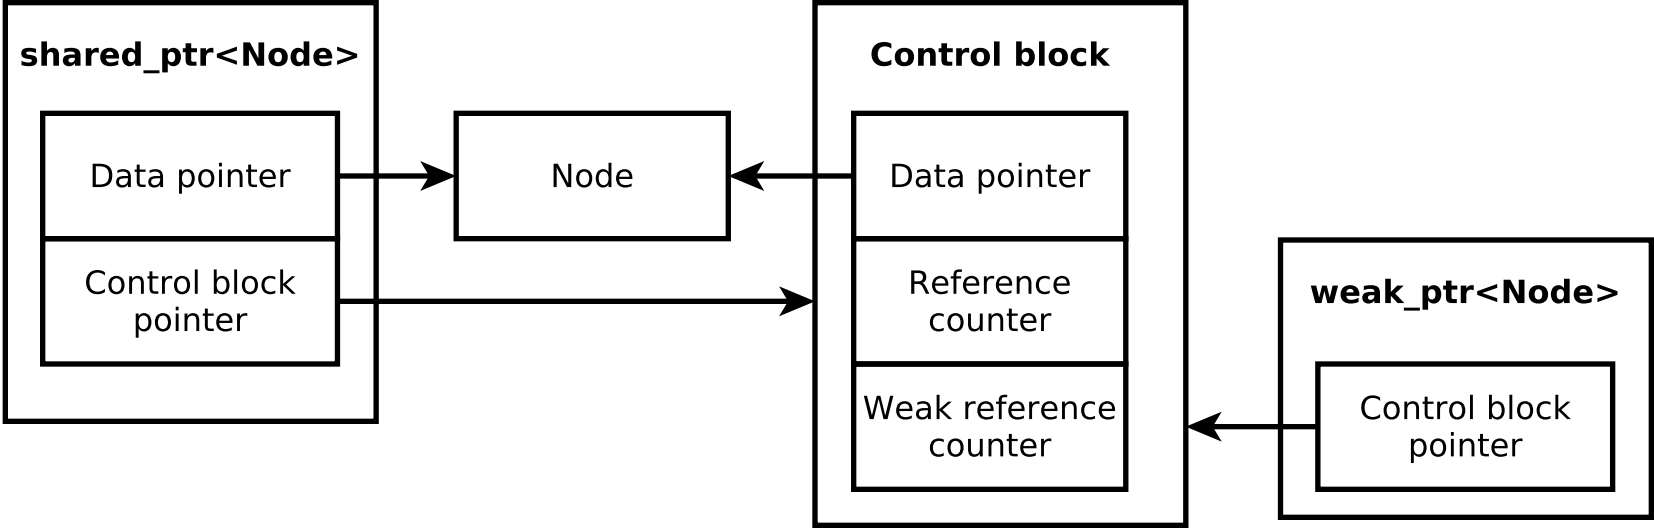 shared_ptr<Node>
Data pointer
Control block
pointer
Node
Control block
Data pointer
Reference
counter
Weak reference
counter
weak_ptr<Node>
Control block
pointer